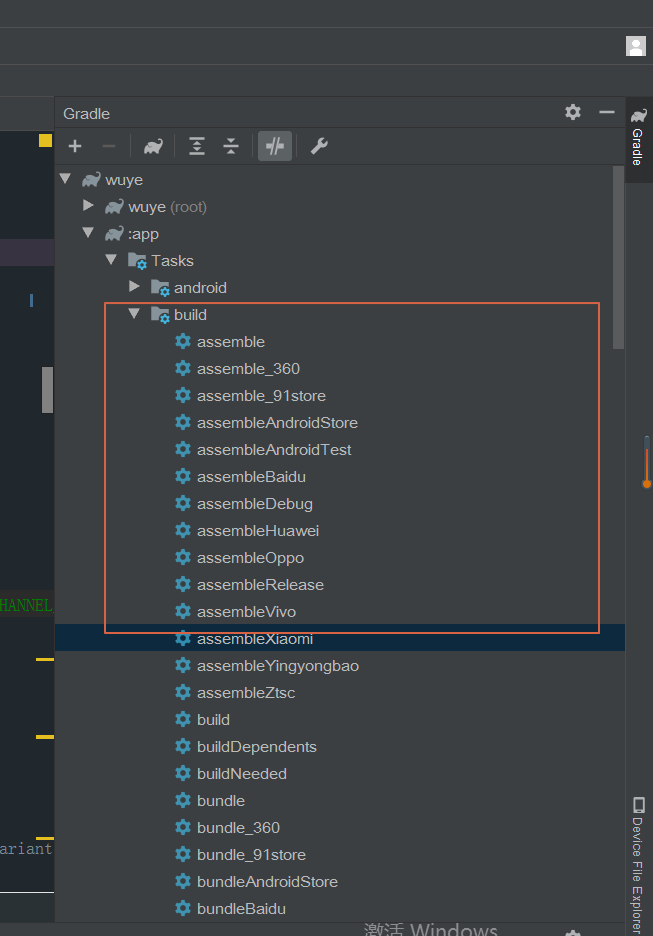 Gradle
Gradle
wuye
wuye (root)
:app
Tasks
android
build
assemble
assemble_360
assemble_91store
assembleAndroidStore
assembleAndroidTest
assembleBaidu
assembleDebug
assembleHuawei
assembleOppo
HANNEL
assembleRelease
assembleVivo
assembleXiaomi
assembleYingyongbao
assembleZtsc
build
buildDependents
buildNeeded
bundle
bundle_360
bundle_91store
ariant
bundleAndroidStore
bundleBaidu
Device File Explorer
激活 Windows